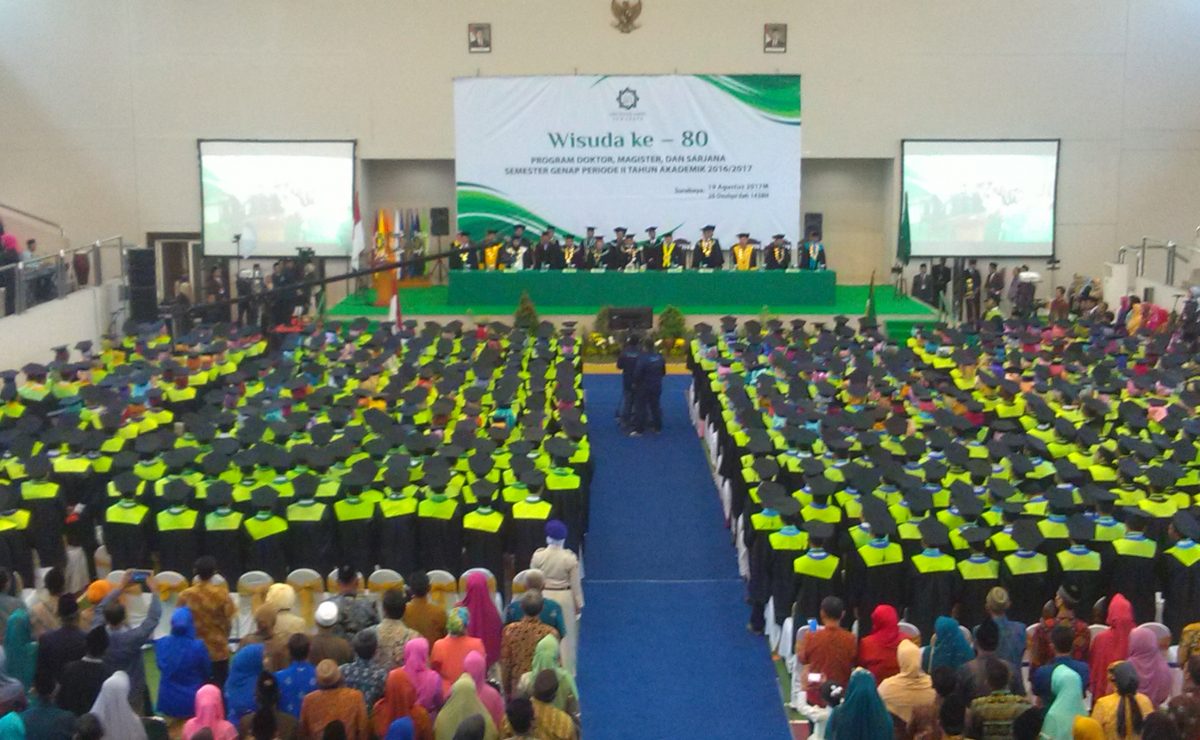 Wisuda ke – 80
PROGRAM DOKTOR, MAGISTER, DAN SARJANA
SEMESTER GENAP PERIODE II TAHUN AKADEMIK 2016/2017
Surabaya, 19 Agustus 2017M